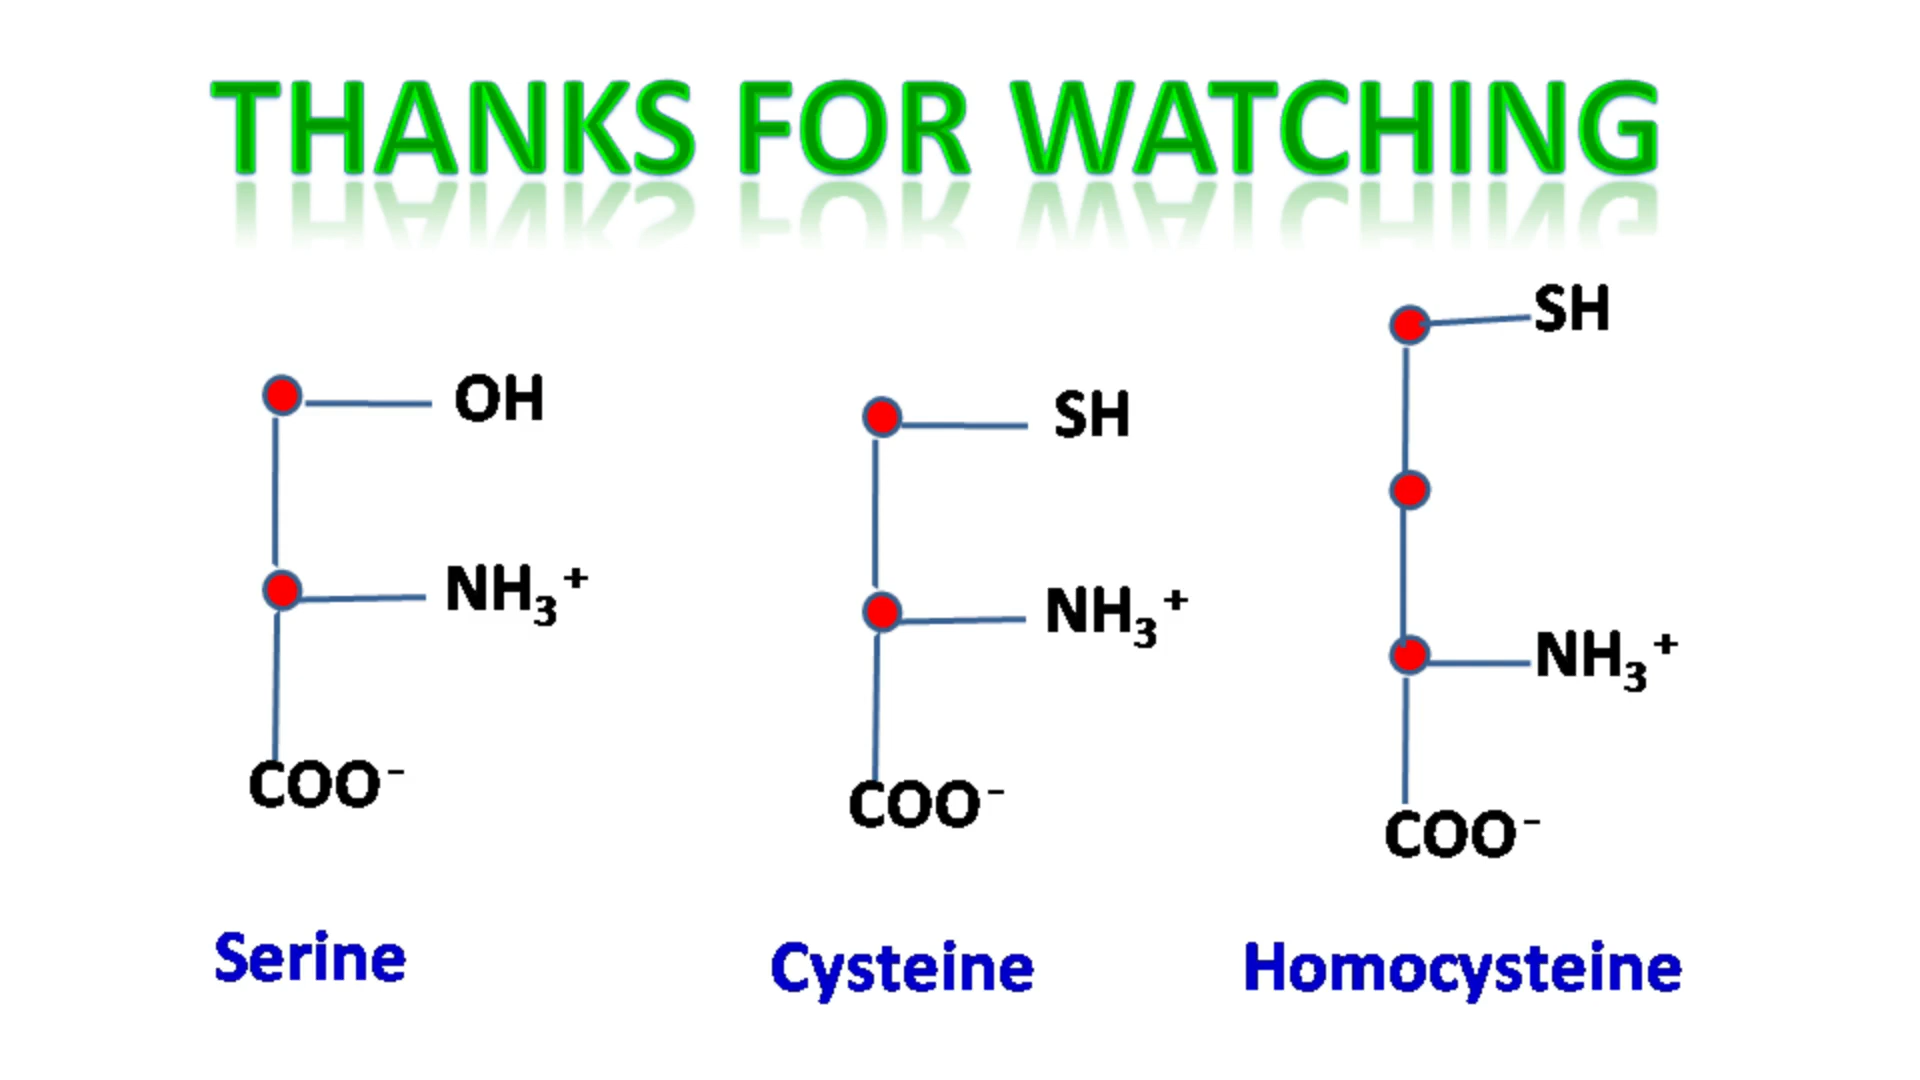 THANKS FOR WATCHING
OH
NH₃⁺
COO⁻
Serine
SH
NH₃⁺
COO⁻
Cysteine
SH
NH₃⁺
COO⁻
Homocysteine